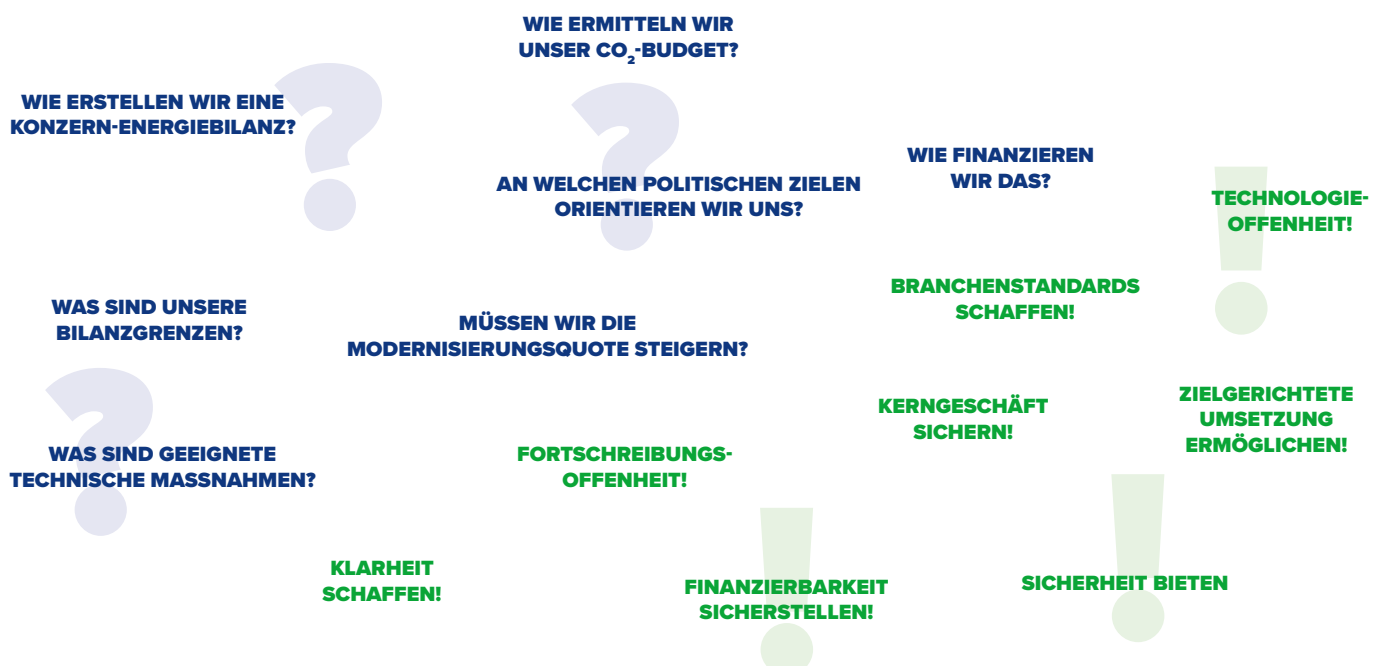 WIE ERMITTELN WIR
UNSER CO₂-BUDGET?
WIE ERSTELLEN WIR EINE
KONZERN-ENERGIEBILANZ?
WIE FINANZIEREN
WIR DAS?
AN WELCHEN POLITISCHEN ZIELEN
ORIENTIEREN WIR UNS?
TECHNOLOGIE-
OFFENHEIT!
BRANCHENSTANDARDS
SCHAFFEN!
WAS SIND UNSERE
BILANZGRENZEN?
MÜSSEN WIR DIE
MODERNISIERUNGSQUOTE STEIGERN?
KERNGESCHÄFT
SICHERN!
ZIELGERICHTETE
UMSETZUNG
ERMÖGLICHEN!
WAS SIND GEEIGNETE
TECHNISCHE MASSNAHMEN?
FORTSCHREIBUNGS-
OFFENHEIT!
KLARHEIT
SCHAFFEN!
FINANZIERBARKEIT
SICHERSTELLEN!
SICHERHEIT BIETEN